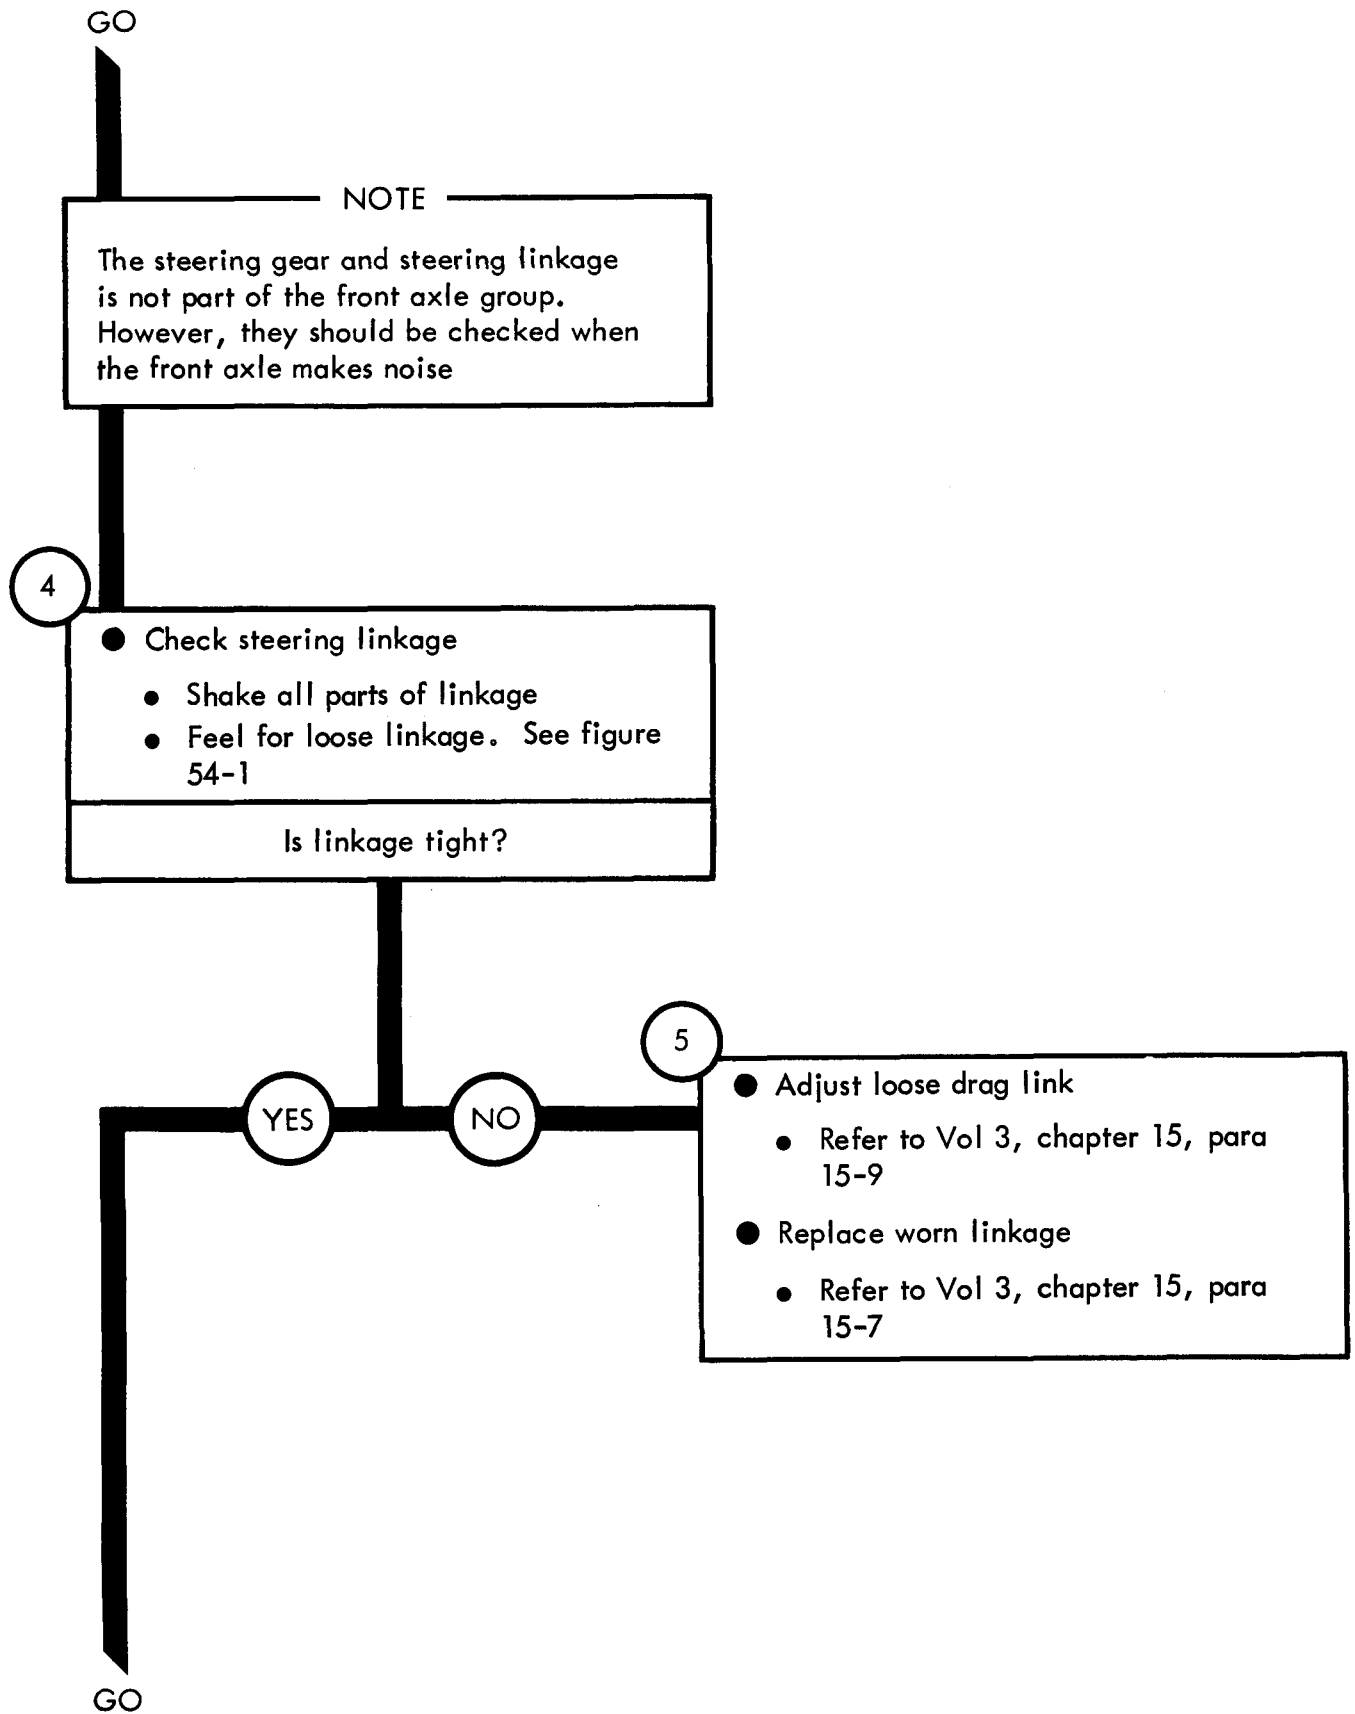 GO
NOTE
The steering gear and steering linkage
is not part of the front axle group.
However, they should be checked when
the front axle makes noise
4
● Check steering linkage
● Shake all parts of linkage
● Feel for loose linkage. See figure
54-1
Is linkage tight?
YES
NO
5
● Adjust loose drag link
● Refer to Vol 3, chapter 15, para
15-9
● Replace worn linkage
● Refer to Vol 3, chapter 15, para
15-7
GO